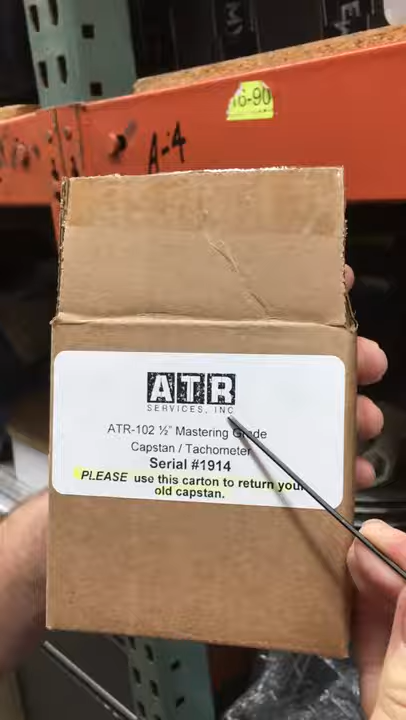 6-90
A-4
ATR
SERVICES, INC
ATR-102 ½" Mastering Grade
Capstan / Tachometer
Serial #1914
PLEASE use this carton to return your
old capstan.